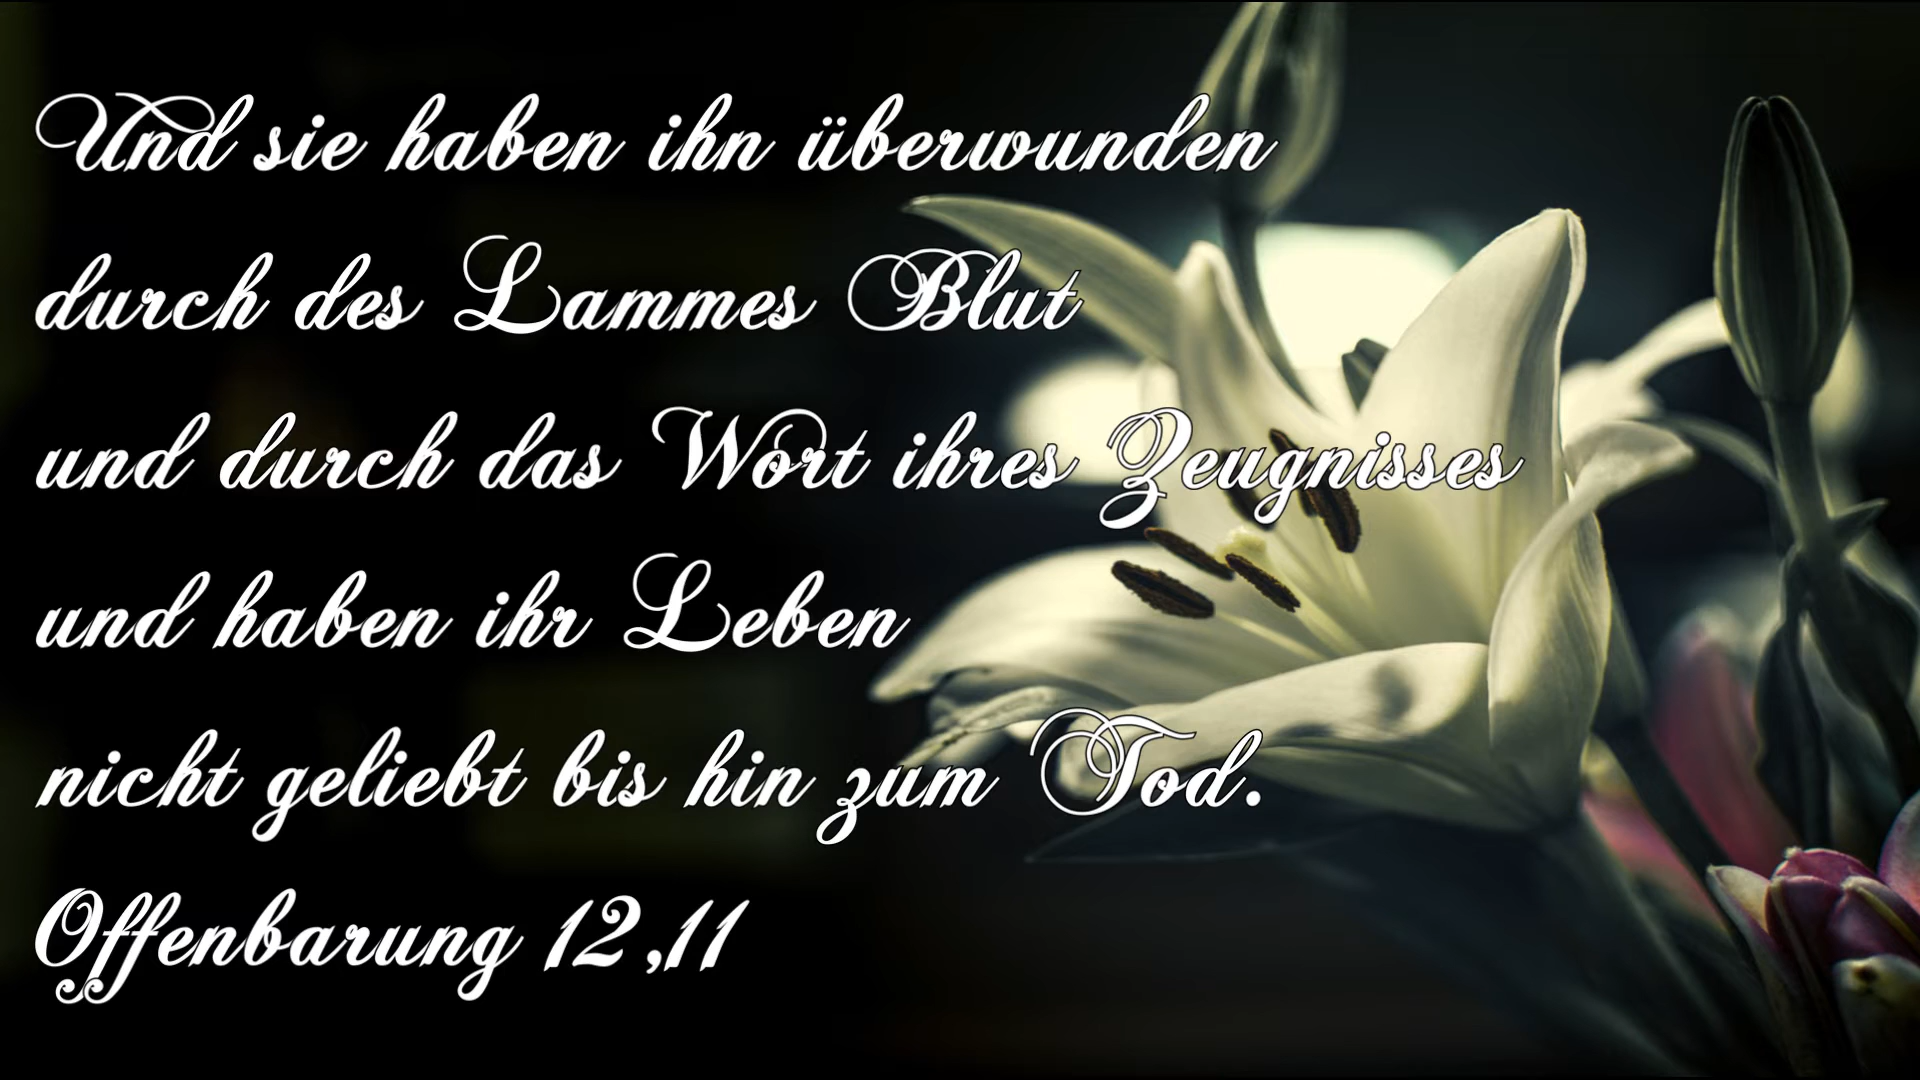 Und sie haben ihn überwunden
durch des Lammes Blut
und durch das Wort ihres Zeugnisses
und haben ihr Leben
nicht geliebt bis hin zum Tod.
Offenbarung 12,11